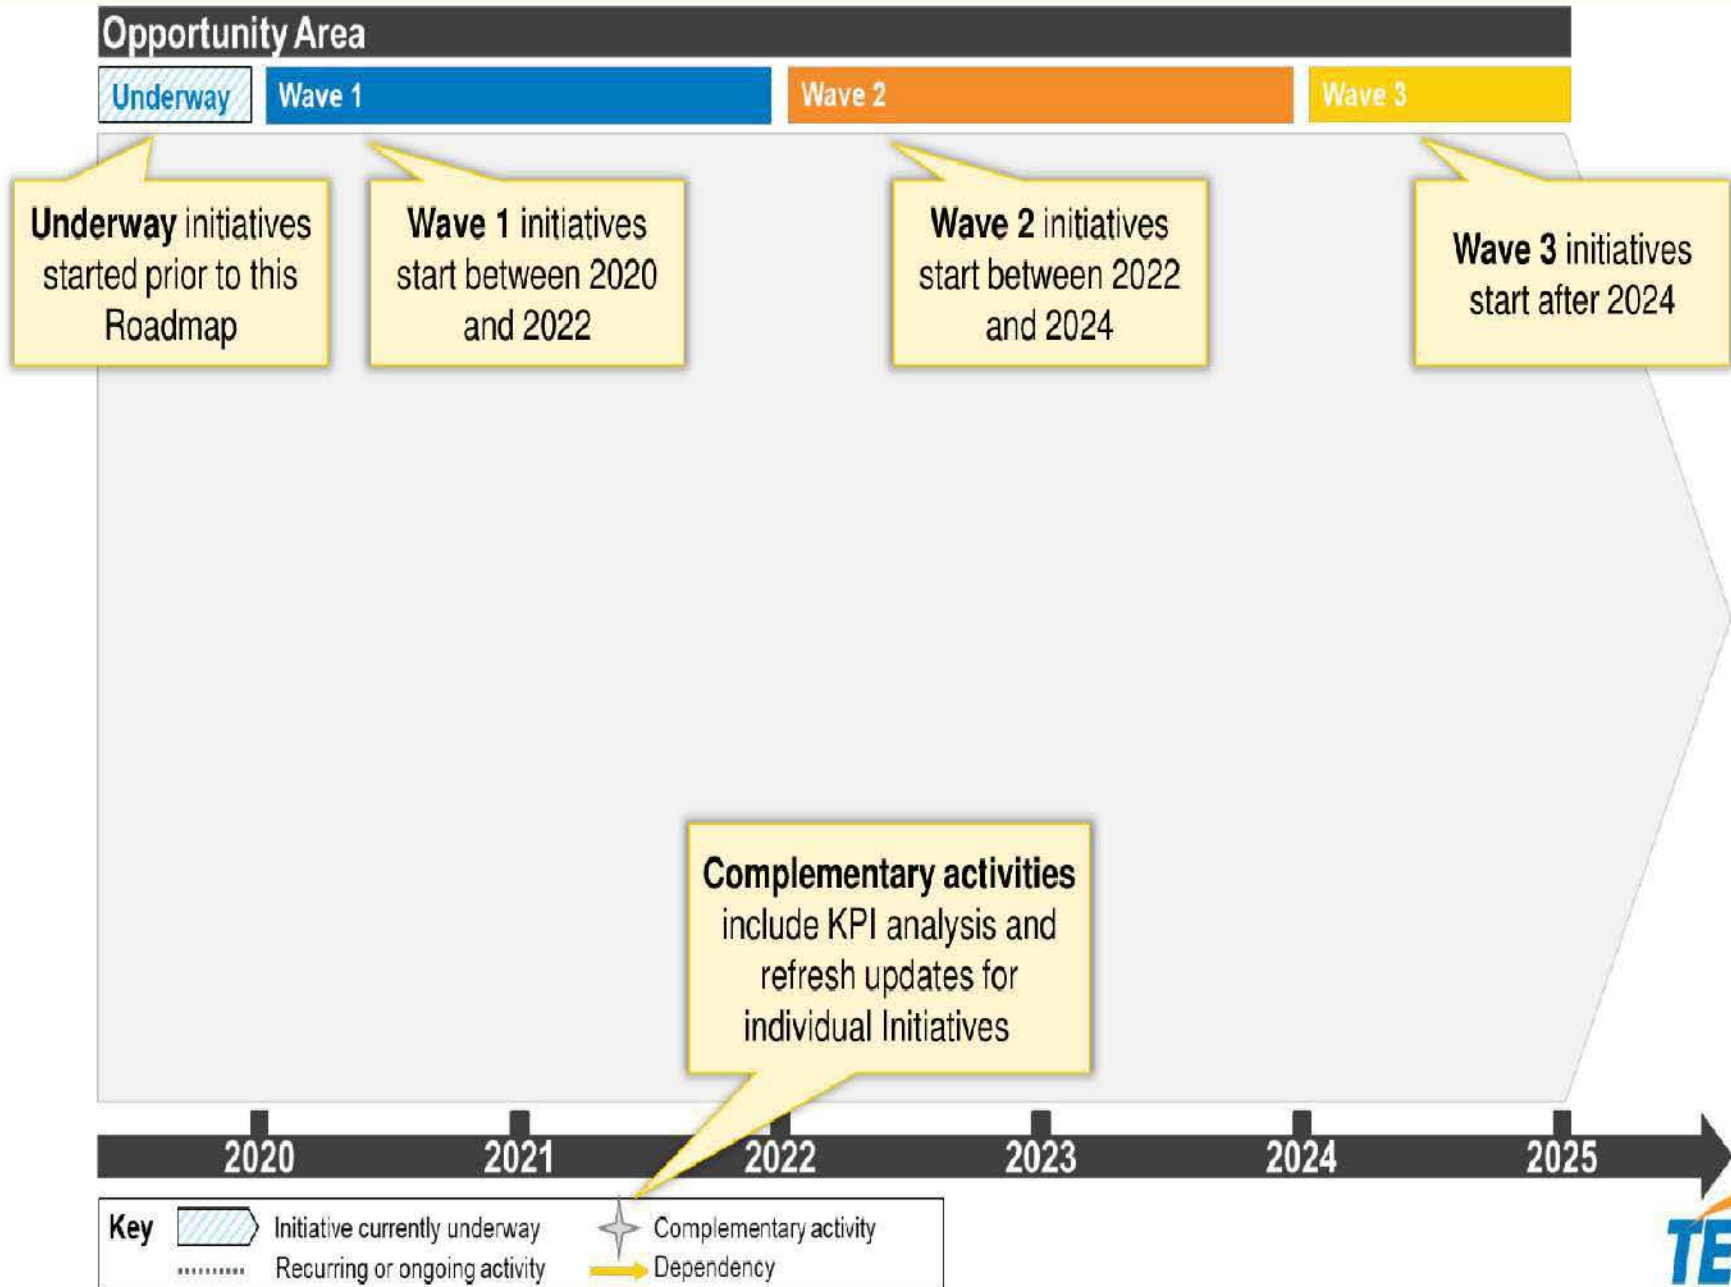 Opportunity Area
Underway
Wave 1
Wave 2
Wave 3
Underway initiatives
started prior to this
Roadmap
Wave 1 initiatives
start between 2020
and 2022
Wave 2 initiatives
start between 2022
and 2024
Wave 3 initiatives
start after 2024
Complementary activities
include KPI analysis and
refresh updates for
individual Initiatives
2020 2021 2022 2023 2024 2025
Key
Initiative currently underway
Complementary activity
Recurring or ongoing activity
Dependency